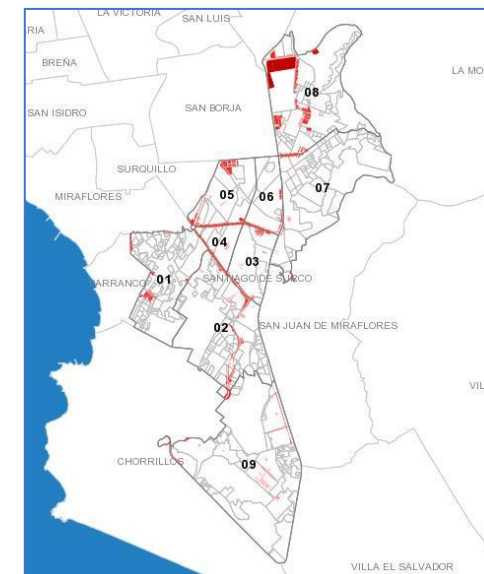 LA VICTORIA
SAN LUIS
RIA
BREÑA
LA MO
08
SAN ISIDRO
SAN BORJA
SURQUILLO
05
06
07
MIRAFLORES
04
03
01
SANTIAGO DE SURCO
ARRANCO
02
SAN JUAN DE MIRAFLORES
VIL
CHORRILLOS
09
VILLA EL SALVADOR